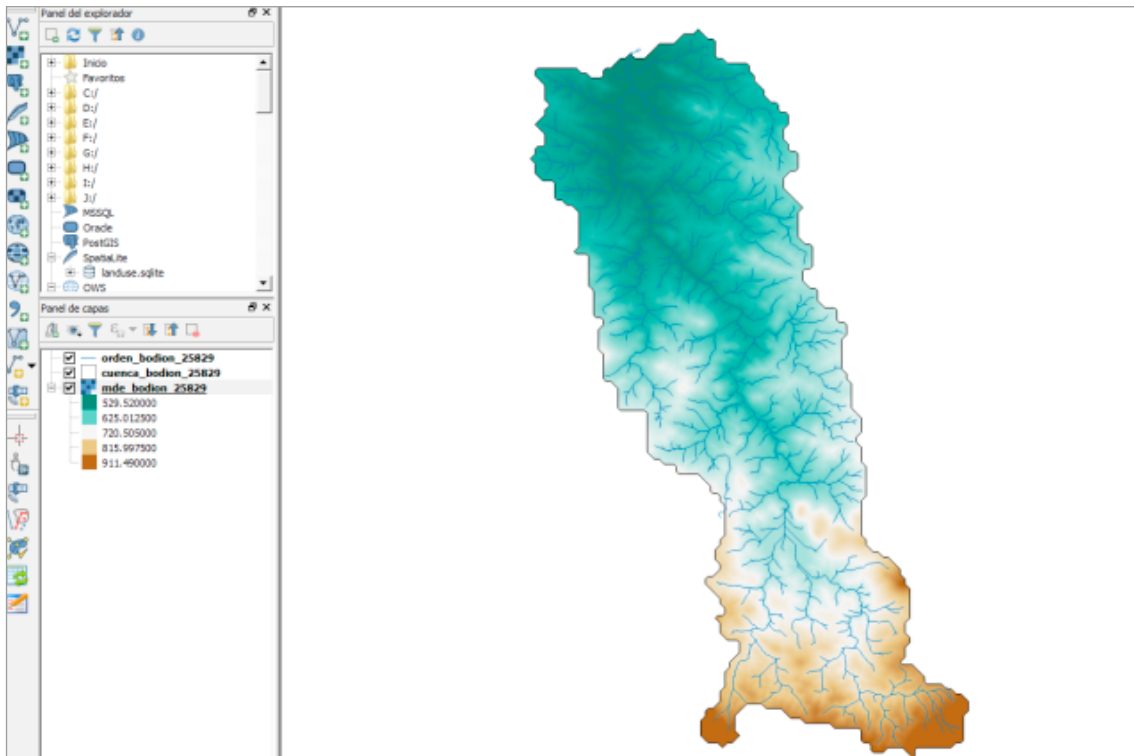 Panel del explorador
Inicio
Favoritos
C:/
D:/
E:/
F:/
G:/
H:/
I:/
J:/
MSSQL
Oracle
PostGIS
SpatiaLite
landuse.sqlite
OWS
Panel de capas
orden_bodion_25829
cuenca_bodion_25829
mde_bodion_25829
529.520000
625.012500
720.505000
815.997500
911.490000